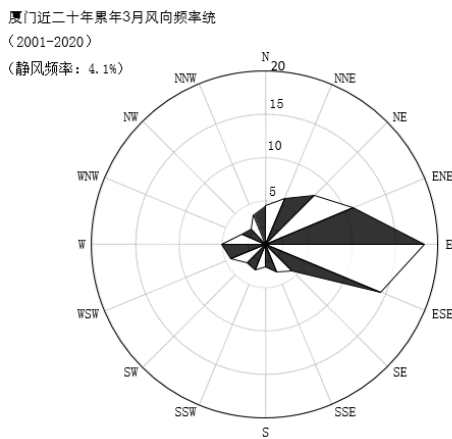 厦门近二十年累年3月风向频率统
（2001-2020）
（静风频率：4.1%）
N
20
NNW
NNE
15
NW
NE
10
WNW
ENE
5
W
E
WSW
ESE
SW
SE
SSW
SSE
S